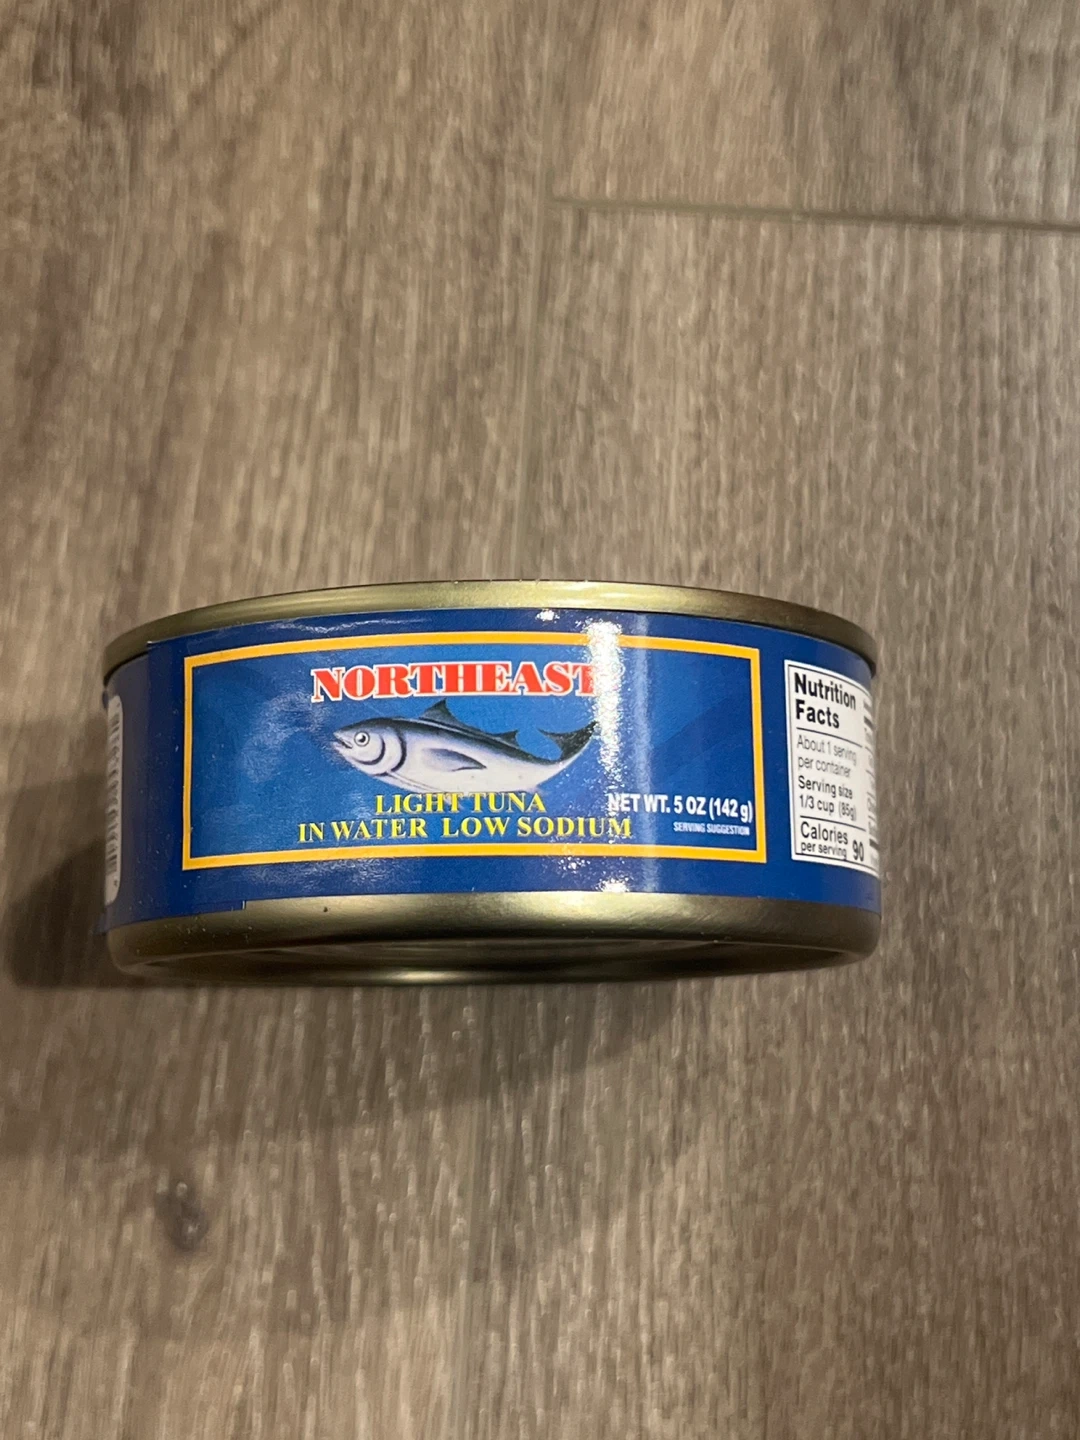 NORTHEAST
LIGHT TUNA
IN WATER LOW SODIUM
NET WT. 5 OZ (142 g)
SERVING SUGGESTION
Nutrition
Facts
About 1 serving
per container
Serving size
1/3 cup (85g)
Calories
per serving 90